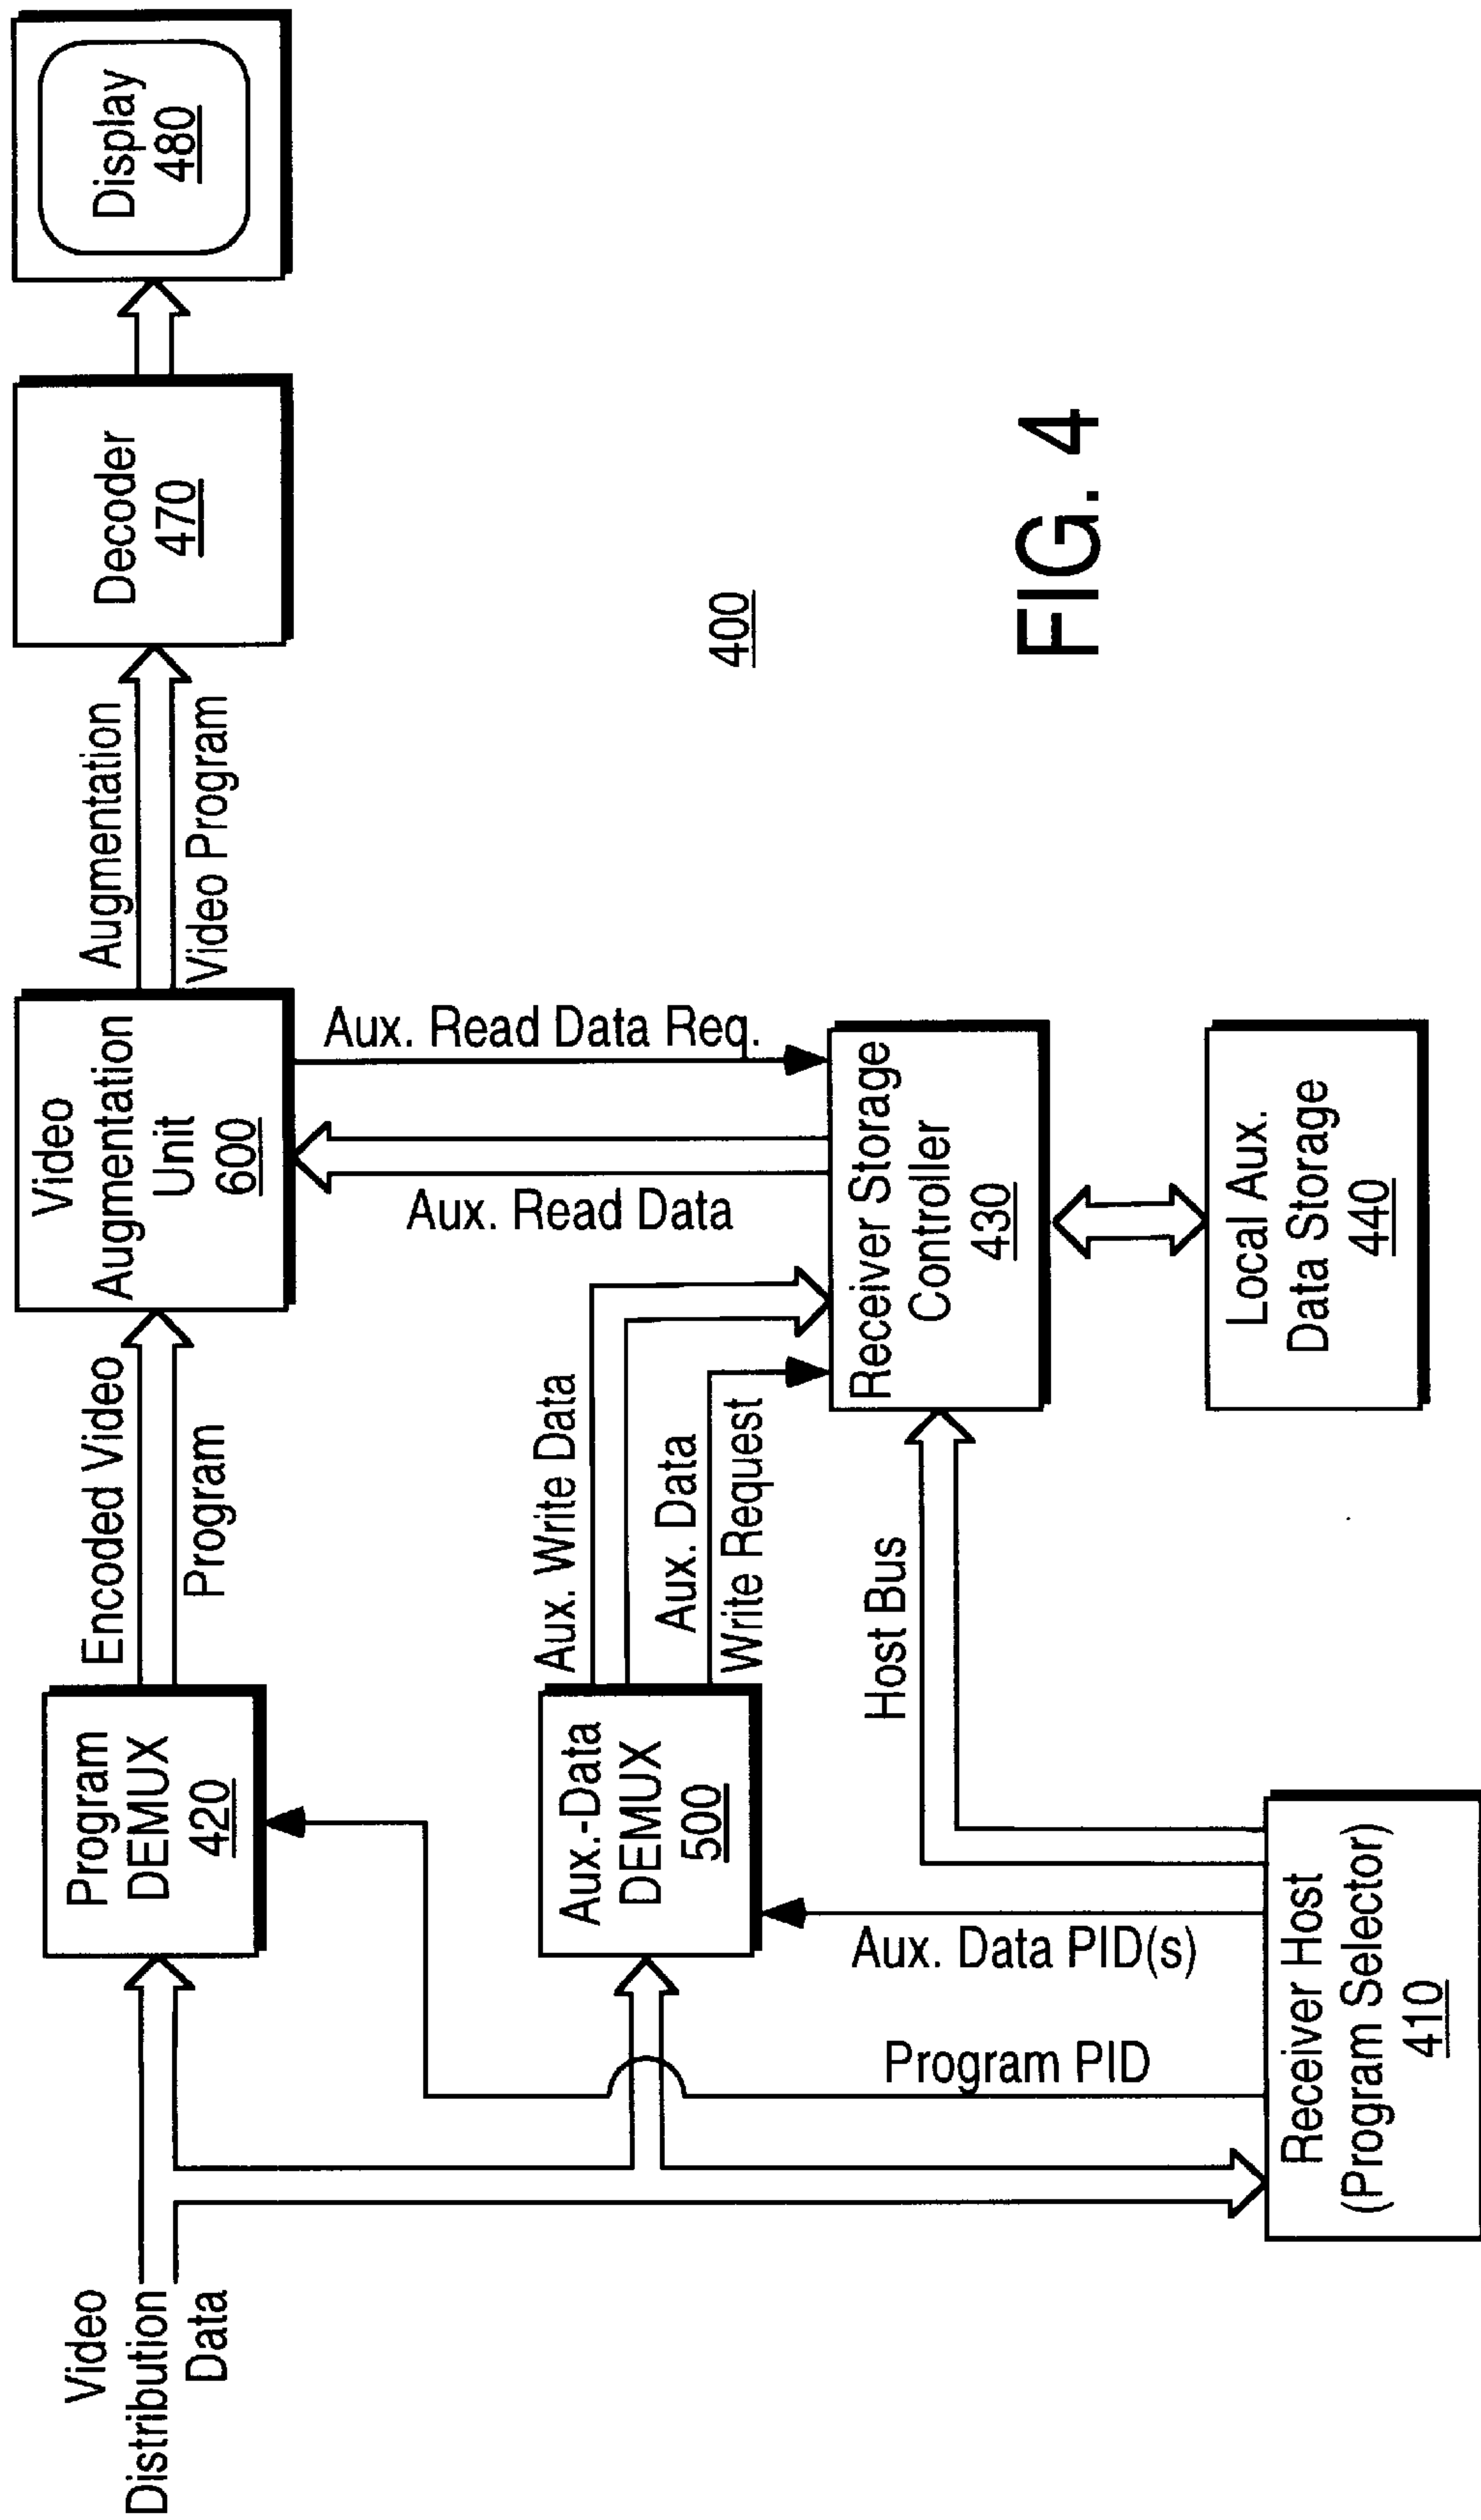 Video
Distribution
Data
Program
DEMUX
420
Encoded Video
Program
Video
Augmentation
Unit
600
Augmentation
Video Program
Decoder
470
Display
480
Aux.-Data
DEMUX
500
Aux. Write Data
Aux. Data
Write Request
Aux. Read Data
Aux. Read Data Req.
400
Program PID
Aux. Data PID(s)
Host Bus
Receiver Storage
Controller
430
Receiver Host
(Program Selector)
410
Local Aux.
Data Storage
440
FIG. 4